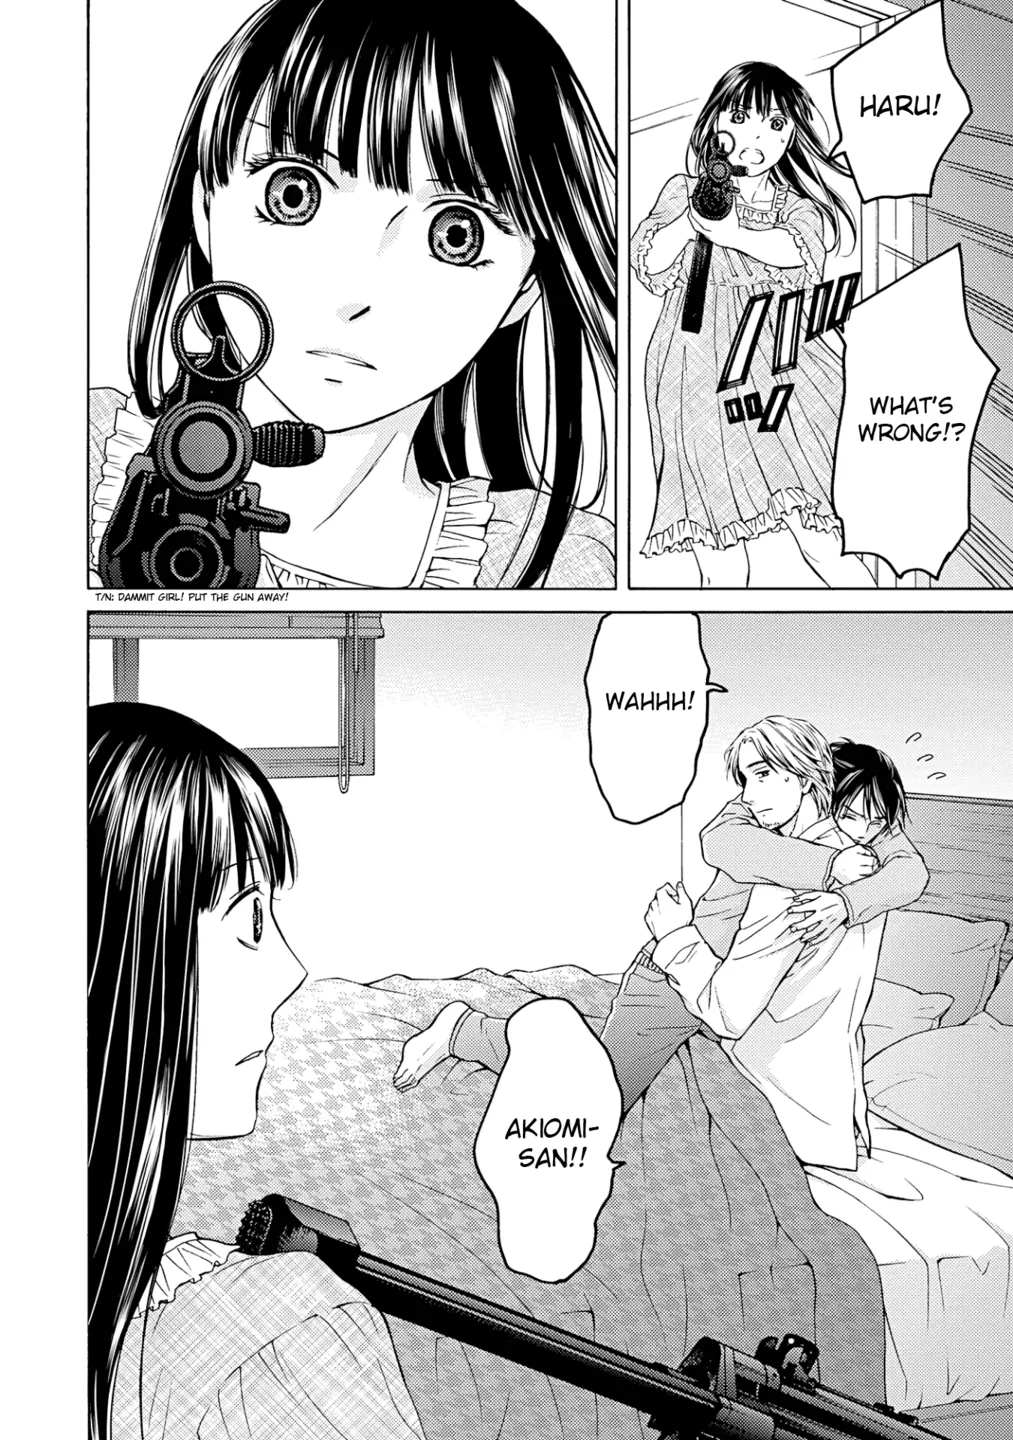 HARU!
WHAT'S
WRONG!?
T/N: DAMMIT GIRL! PUT THE GUN AWAY!
WAHHH!
AKIOMI-
SAN!!